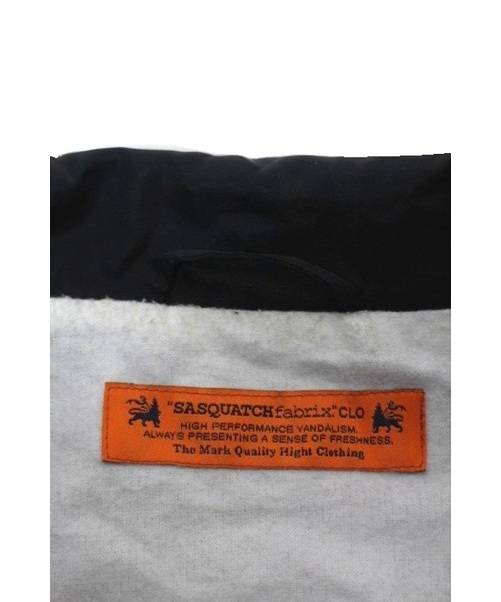 "SASQUATCHfabrix."CLO
HIGH PERFORMANCE VANDALISM.
ALWAYS PRESENTING A SENSE OF FRESHNESS.
The Mark Quality Hight Clothing